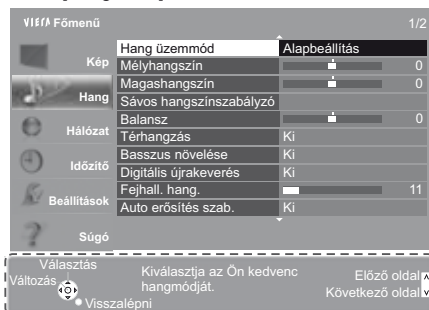 VIERA Főmenü 1/2
Kép
Hang
Hálózat
Időzítő
Beállítások
Súgó
Hang üzemmód Alapbeállítás
Mélyhangszín 0
Magashangszín 0
Sávos hangszínszabályzó
Balansz 0
Térhangzás Ki
Basszus növelése Ki
Digitális újrakeverés Ki
Fejhall. hang. 11
Auto erősítés szab. Ki
Választás
Változás
Visszalépni
Kiválasztja az Ön kedvenc
hangmódját.
Előző oldal
Következő oldal